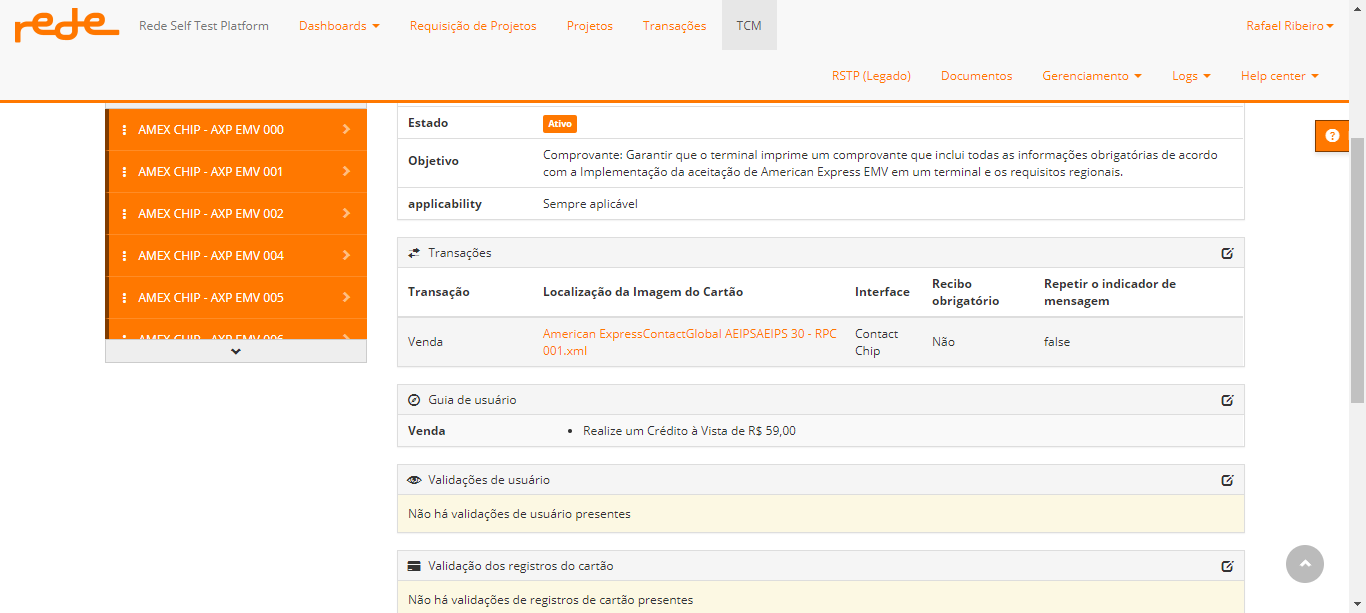 rede
Rede Self Test Platform
Dashboards
Requisição de Projetos
Projetos
Transações
TCM
Rafael Ribeiro
RSTP (Legado)
Documentos
Gerenciamento
Logs
Help center
AMEX CHIP - AXP EMV 000
AMEX CHIP - AXP EMV 001
AMEX CHIP - AXP EMV 002
AMEX CHIP - AXP EMV 004
AMEX CHIP - AXP EMV 005
AMEX CHIP - AXP EMV 006
Estado
Ativo
Objetivo
Comprovante: Garantir que o terminal imprime um comprovante que inclui todas as informações obrigatórias de acordo
com a Implementação da aceitação de American Express EMV em um terminal e os requisitos regionais.
applicability
Sempre aplicável
Transações
Transação
Localização da Imagem do Cartão
Interface
Recibo
obrigatório
Repetir o indicador de
mensagem
Venda
American ExpressContactGlobal AEIPSAEIPS 30 - RPC
001.xml
Contact
Chip
Não
false
Guia de usuário
Venda
• Realize um Crédito à Vista de R$ 59,00
Validações de usuário
Não há validações de usuário presentes
Validação dos registros do cartão
Não há validações de registros de cartão presentes